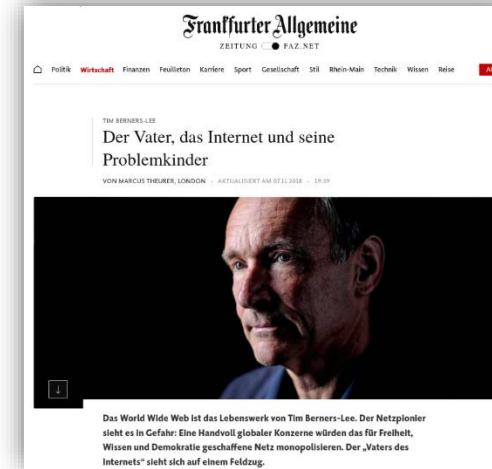 Frankfurter Allgemeine
ZEITUNG FAZ.NET
Politik Wirtschaft Finanzen Feuilleton Karriere Sport Gesellschaft Stil Rhein-Main Technik Wissen Reise
TIM BERNERS-LEE
Der Vater, das Internet und seine
Problemkinder
VON MARCUS THEURER, LONDON - AKTUALISIERT AM 07.11.2018 - 19:39
Das World Wide Web ist das Lebenswerk von Tim Berners-Lee. Der Netzpionier
sieht es in Gefahr: Eine Handvoll globaler Konzerne würden das für Freiheit,
Wissen und Demokratie geschaffene Netz monopolisieren. Der „Vaters des
Internets“ sieht sich auf einem Feldzug.